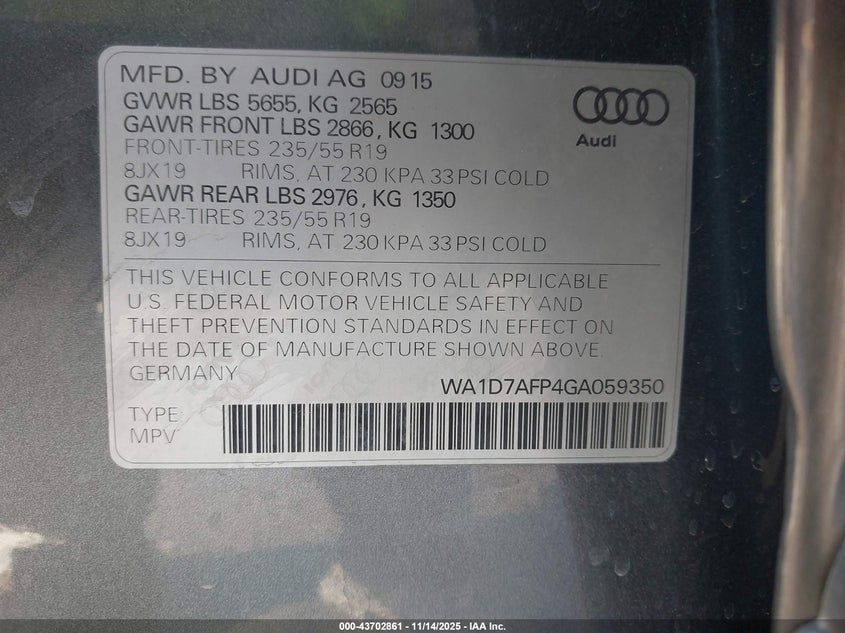 MFD. BY AUDI AG 09 15
GVWR LBS 5655, KG 2565
GAWR FRONT LBS 2866, KG 1300
FRONT-TIRES 235/55 R19
8JX19 RIMS, AT 230 KPA 33 PSI COLD
GAWR REAR LBS 2976, KG 1350
REAR-TIRES 235/55 R19
8JX19 RIMS, AT 230 KPA 33 PSI COLD
Audi
THIS VEHICLE CONFORMS TO ALL APPLICABLE
U.S. FEDERAL MOTOR VEHICLE SAFETY AND
THEFT PREVENTION STANDARDS IN EFFECT ON
THE DATE OF MANUFACTURE SHOWN ABOVE.
GERMANY
WA1D7AFP4GA059350
TYPE
MPV
000-43702861 - 11/14/2025 - IAA Inc.